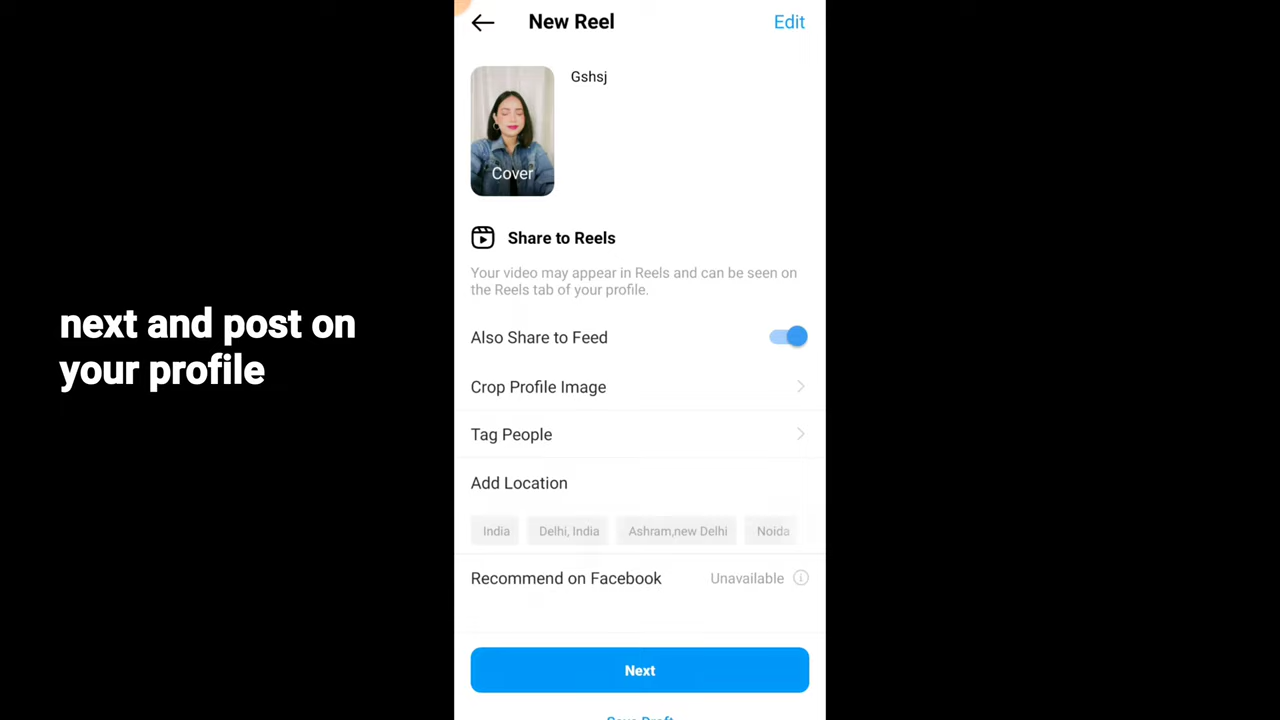 New Reel
Edit
Gshsj
Cover
Share to Reels
Your video may appear in Reels and can be seen on
the Reels tab of your profile.
next and post on
your profile
Also Share to Feed
Crop Profile Image
Tag People
Add Location
India
Delhi, India
Ashram,new Delhi
Noida
Recommend on Facebook
Unavailable
Next
Save Draft